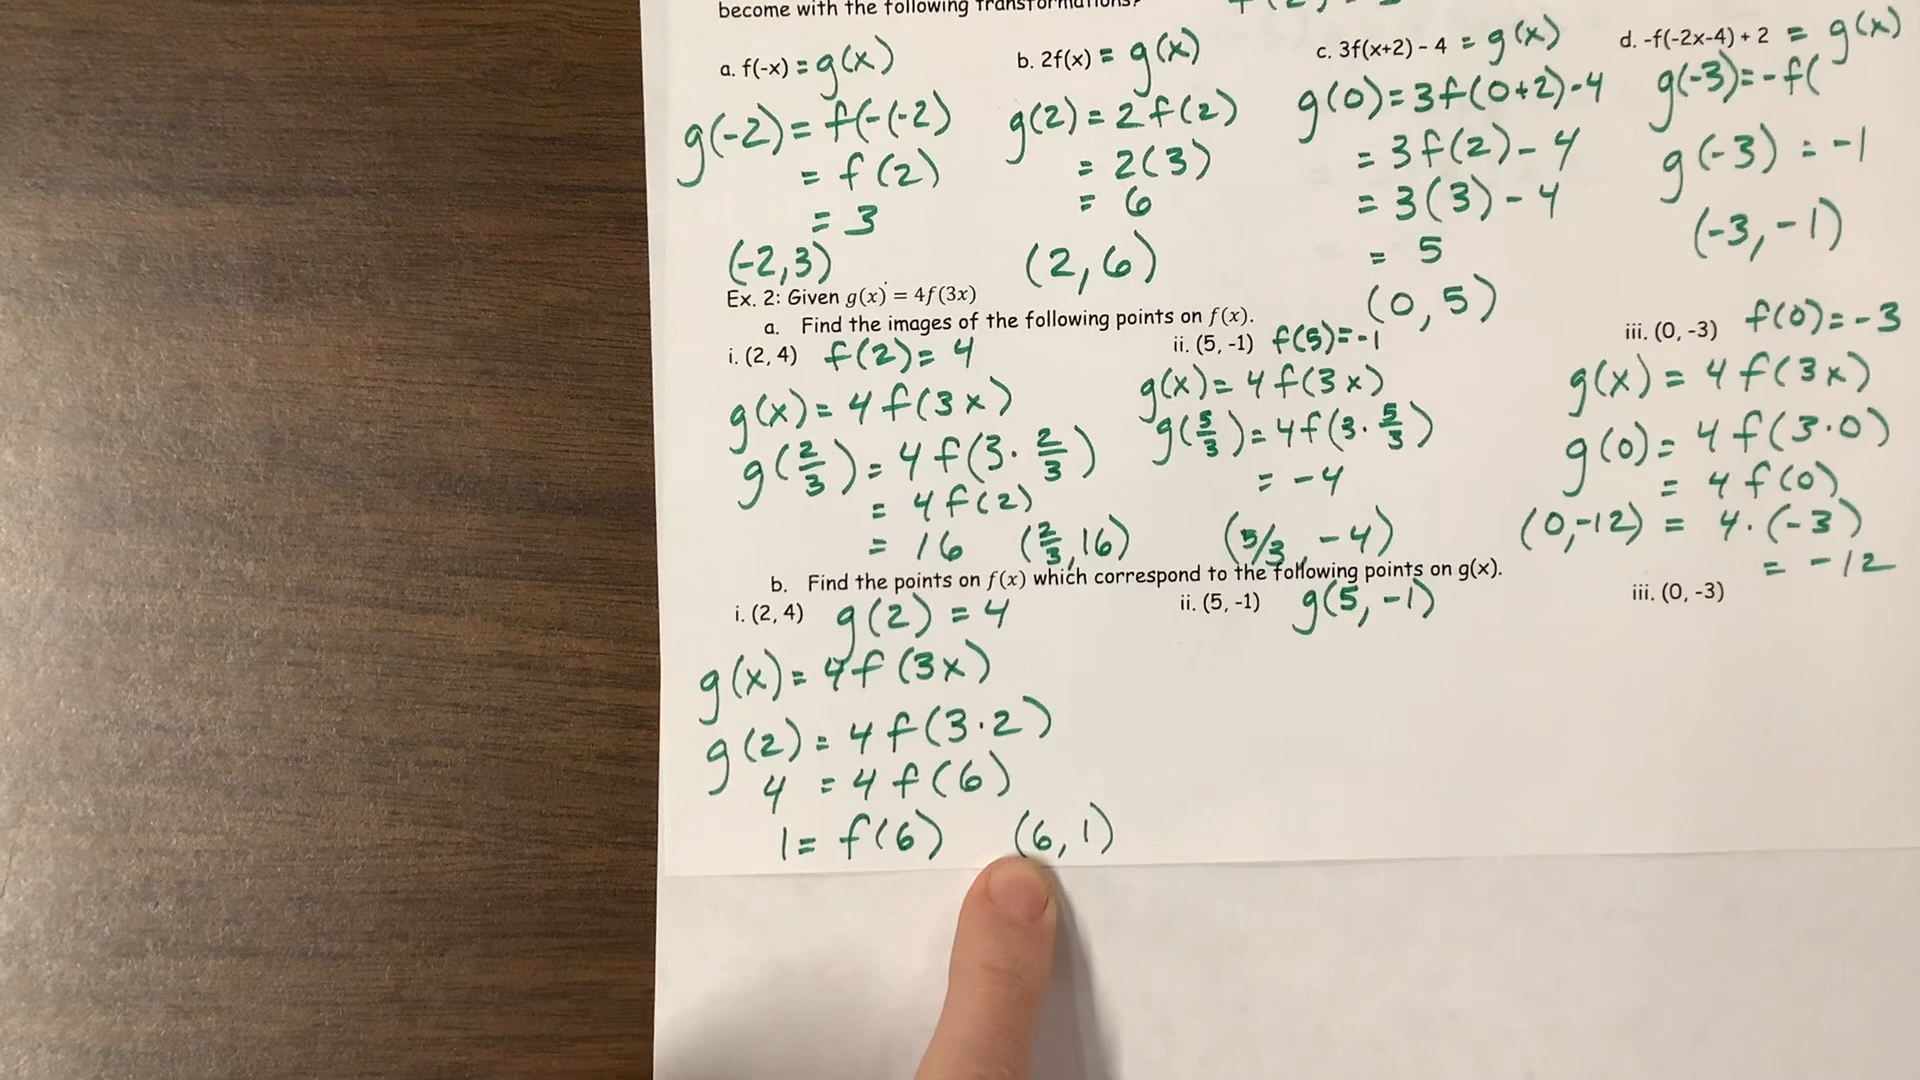 become with the following transformations?
a. f(-x) = g(x)
g(-2) = f(-(-2)
= f(2)
= 3
(-2,3)
b. 2f(x) = g(x)
g(2) = 2f(2)
= 2(3)
= 6
(2,6)
c. 3f(x+2) - 4 = g(x)
g(0) = 3f(0+2)-4
= 3f(2) - 4
= 3(3) - 4
= 5
(0,5)
d. -f(-2x-4) + 2 = g(x)
g(-3) = -f(
g(-3) = -1
(-3,-1)
Ex. 2: Given g(x) = 4f(3x)
a. Find the images of the following points on f(x).
i. (2, 4) f(2) = 4
g(x) = 4f(3x)
g(2/3) = 4f(3·2/3)
= 4f(2)
= 16 (2/3,16)
ii. (5, -1) f(5)=-1
g(x) = 4f(3x)
g(5/3) = 4f(3·5/3)
= -4
(5/3, -4)
iii. (0, -3) f(0) = -3
g(x) = 4f(3x)
g(0) = 4f(3·0)
= 4f(0)
(0,-12) = 4·(-3)
= -12
b. Find the points on f(x) which correspond to the following points on g(x).
i. (2, 4) g(2) = 4
g(x) = 4f(3x)
g(2) = 4f(3·2)
4 = 4f(6)
1 = f(6) (6,1)
ii. (5, -1) g(5,-1)
iii. (0, -3)